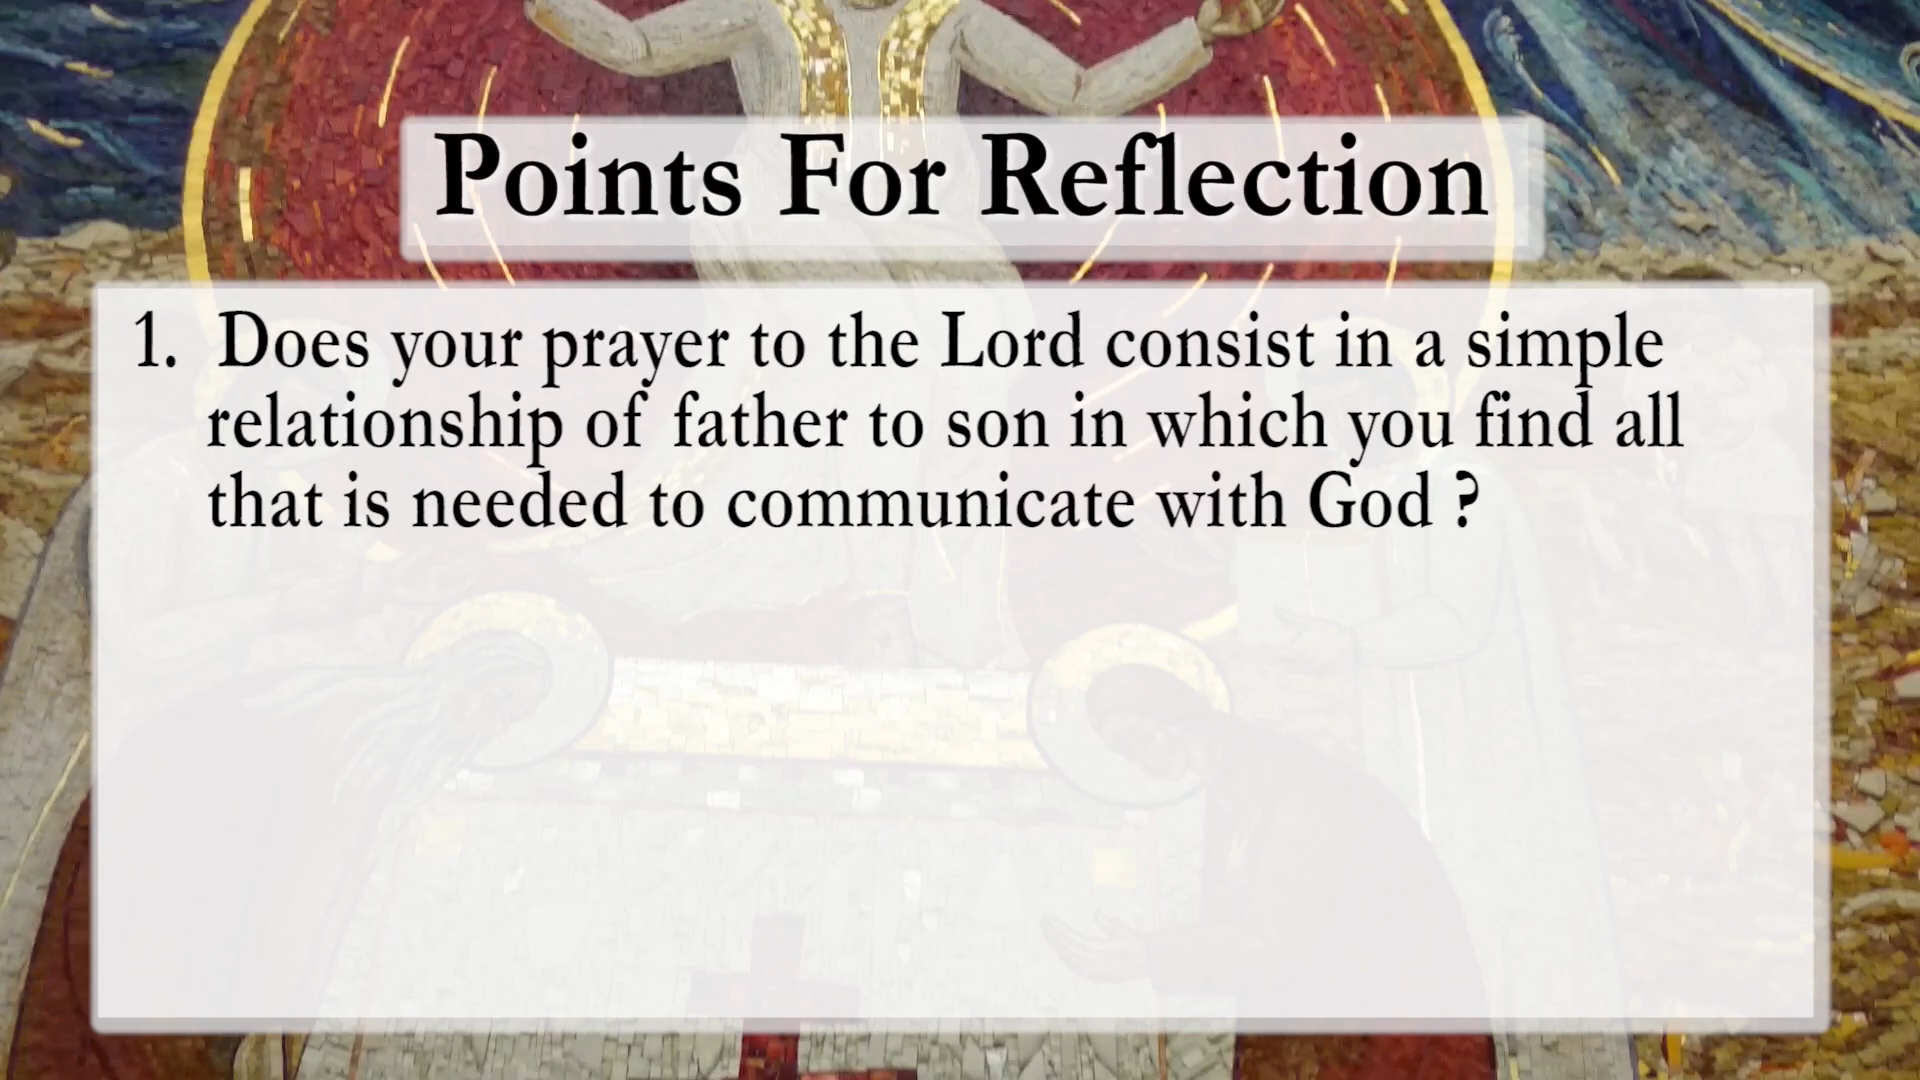 Points For Reflection
1. Does your prayer to the Lord consist in a simple
relationship of father to son in which you find all
that is needed to communicate with God ?